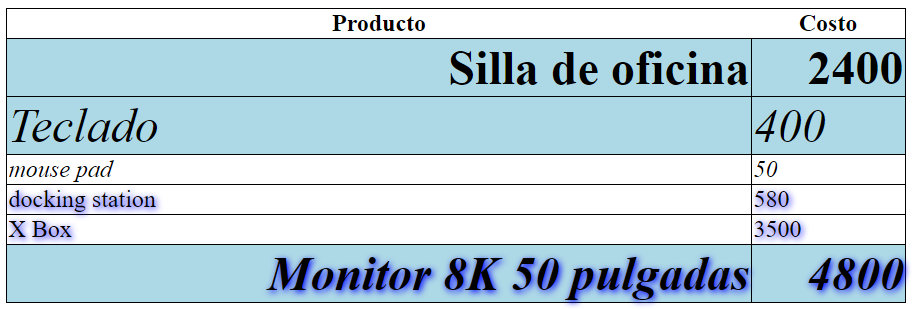 Producto Costo
Silla de oficina 2400
Teclado 400
mouse pad 50
docking station 580
X Box 3500
Monitor 8K 50 pulgadas 4800